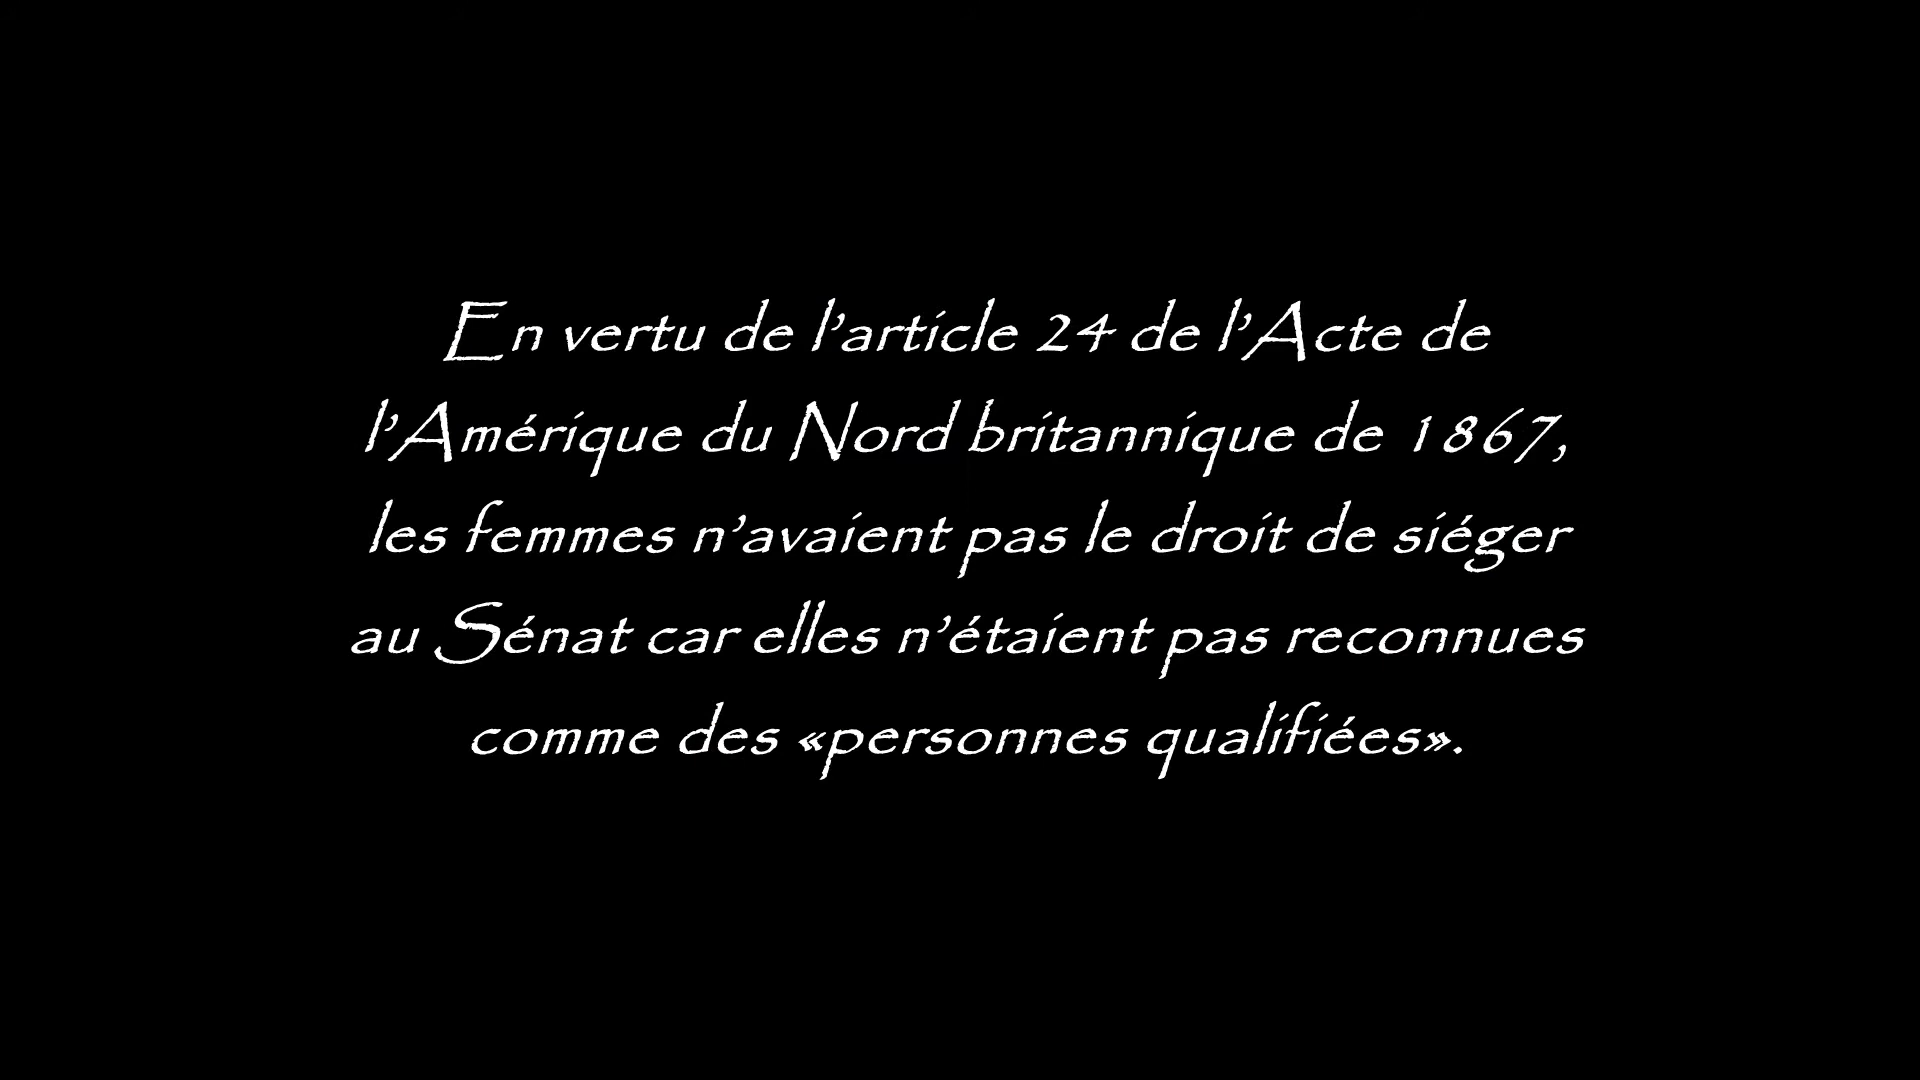 En vertu de l’article 24 de l’Acte de
l’Amérique du Nord britannique de 1867,
les femmes n’avaient pas le droit de siéger
au Sénat car elles n’étaient pas reconnues
comme des «personnes qualifiées».